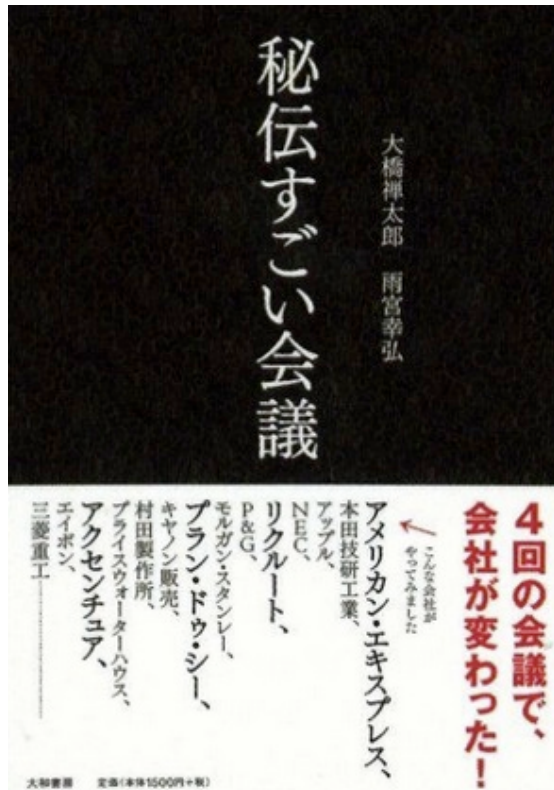 大橋禅太郎　雨宮幸弘
秘伝すごい会議
４回の会議で、
会社が変わった！
こんな会社が
やってみました
アメリカン・エキスプレス、
本田技研工業、
アップル、
NEC、
リクルート、
P&G、
モルガン・スタンレー、
プラン・ドゥ・シー、
キヤノン販売、
村田製作所、
プライスウォーターハウス、
アクセンチュア、
エイボン、
三菱重工
大和書房　定価（本体1500円＋税）